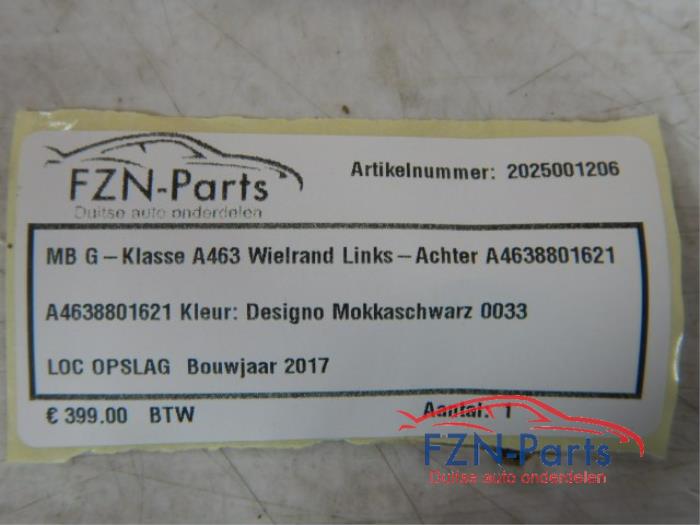 FZN-Parts
Duitse auto onderdelen
Artikelnummer: 2025001206
MB G-Klasse A463 Wielrand Links-Achter A4638801621
A4638801621 Kleur: Designo Mokkaschwarz 0033
LOC OPSLAG Bouwjaar 2017
€ 399.00 BTW
Aantal: 1
FZN-Parts
Duitse auto onderdelen